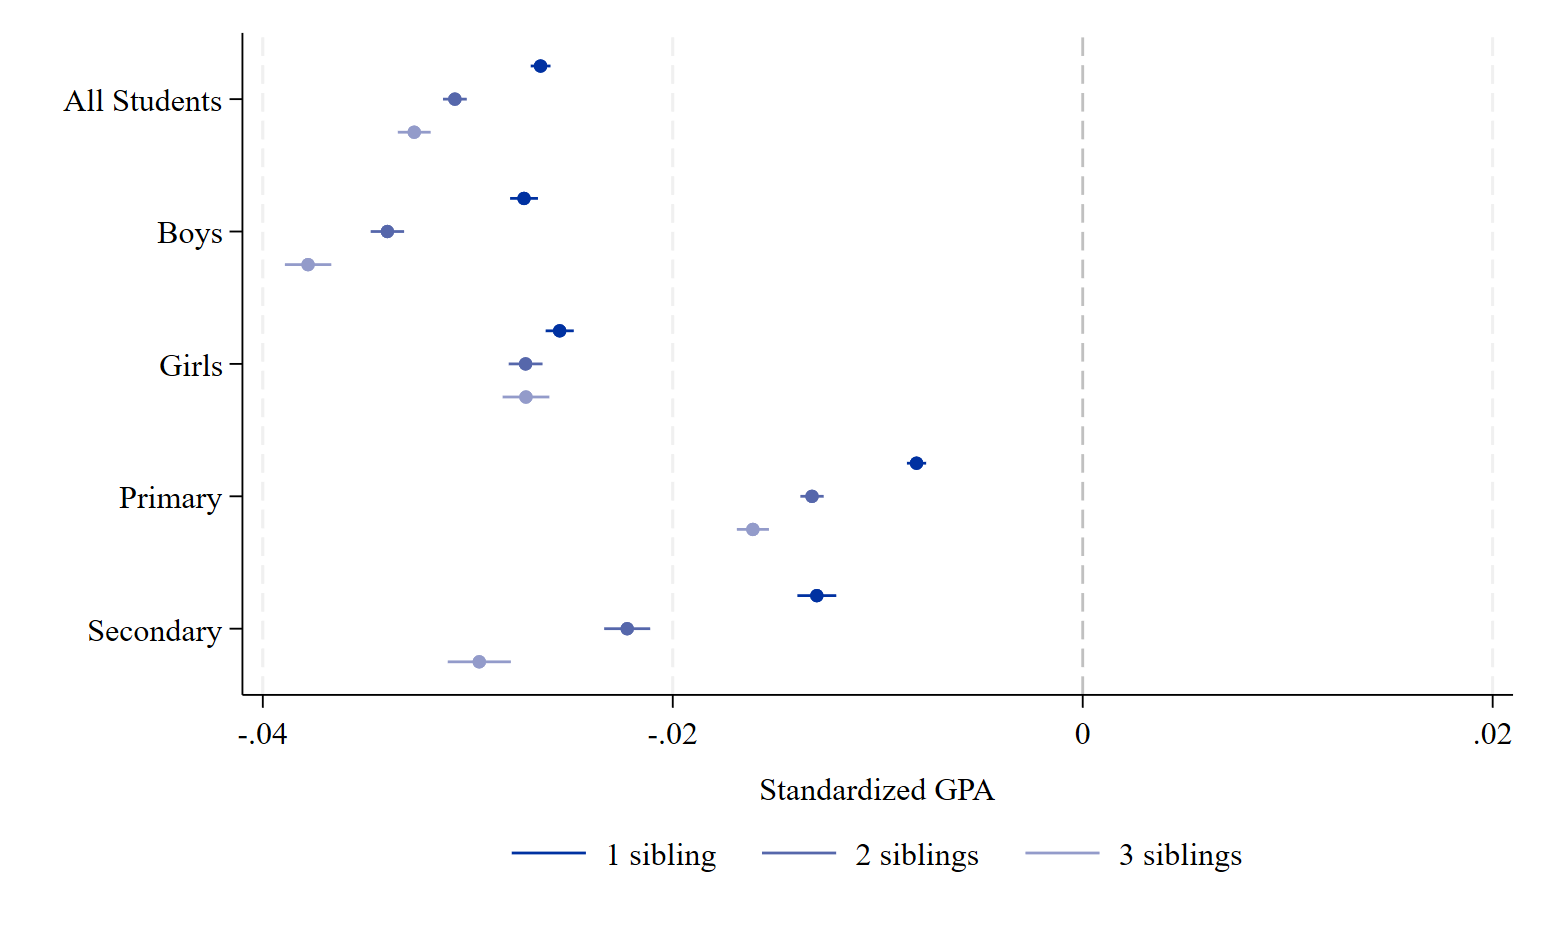 All Students
Boys
Girls
Primary
Secondary
-.04 -.02 0 .02
Standardized GPA
1 sibling 2 siblings 3 siblings